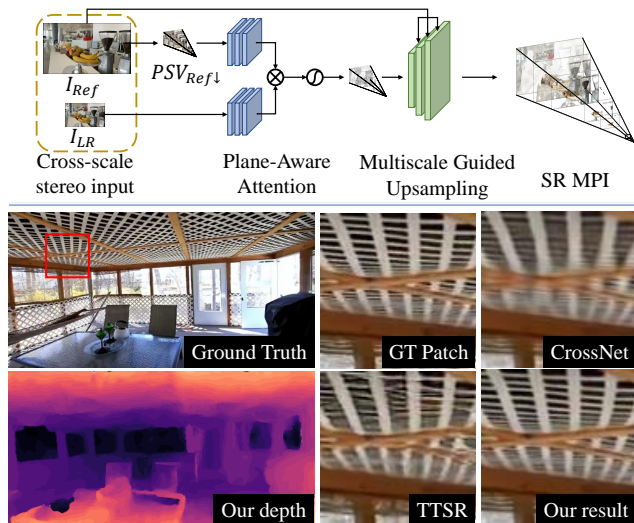 I_Ref
PSV_Ref↓
I_LR
Cross-scale
stereo input
Plane-Aware
Attention
Multiscale Guided
Upsampling
SR MPI
Ground Truth
GT Patch
CrossNet
Our depth
TTSR
Our result